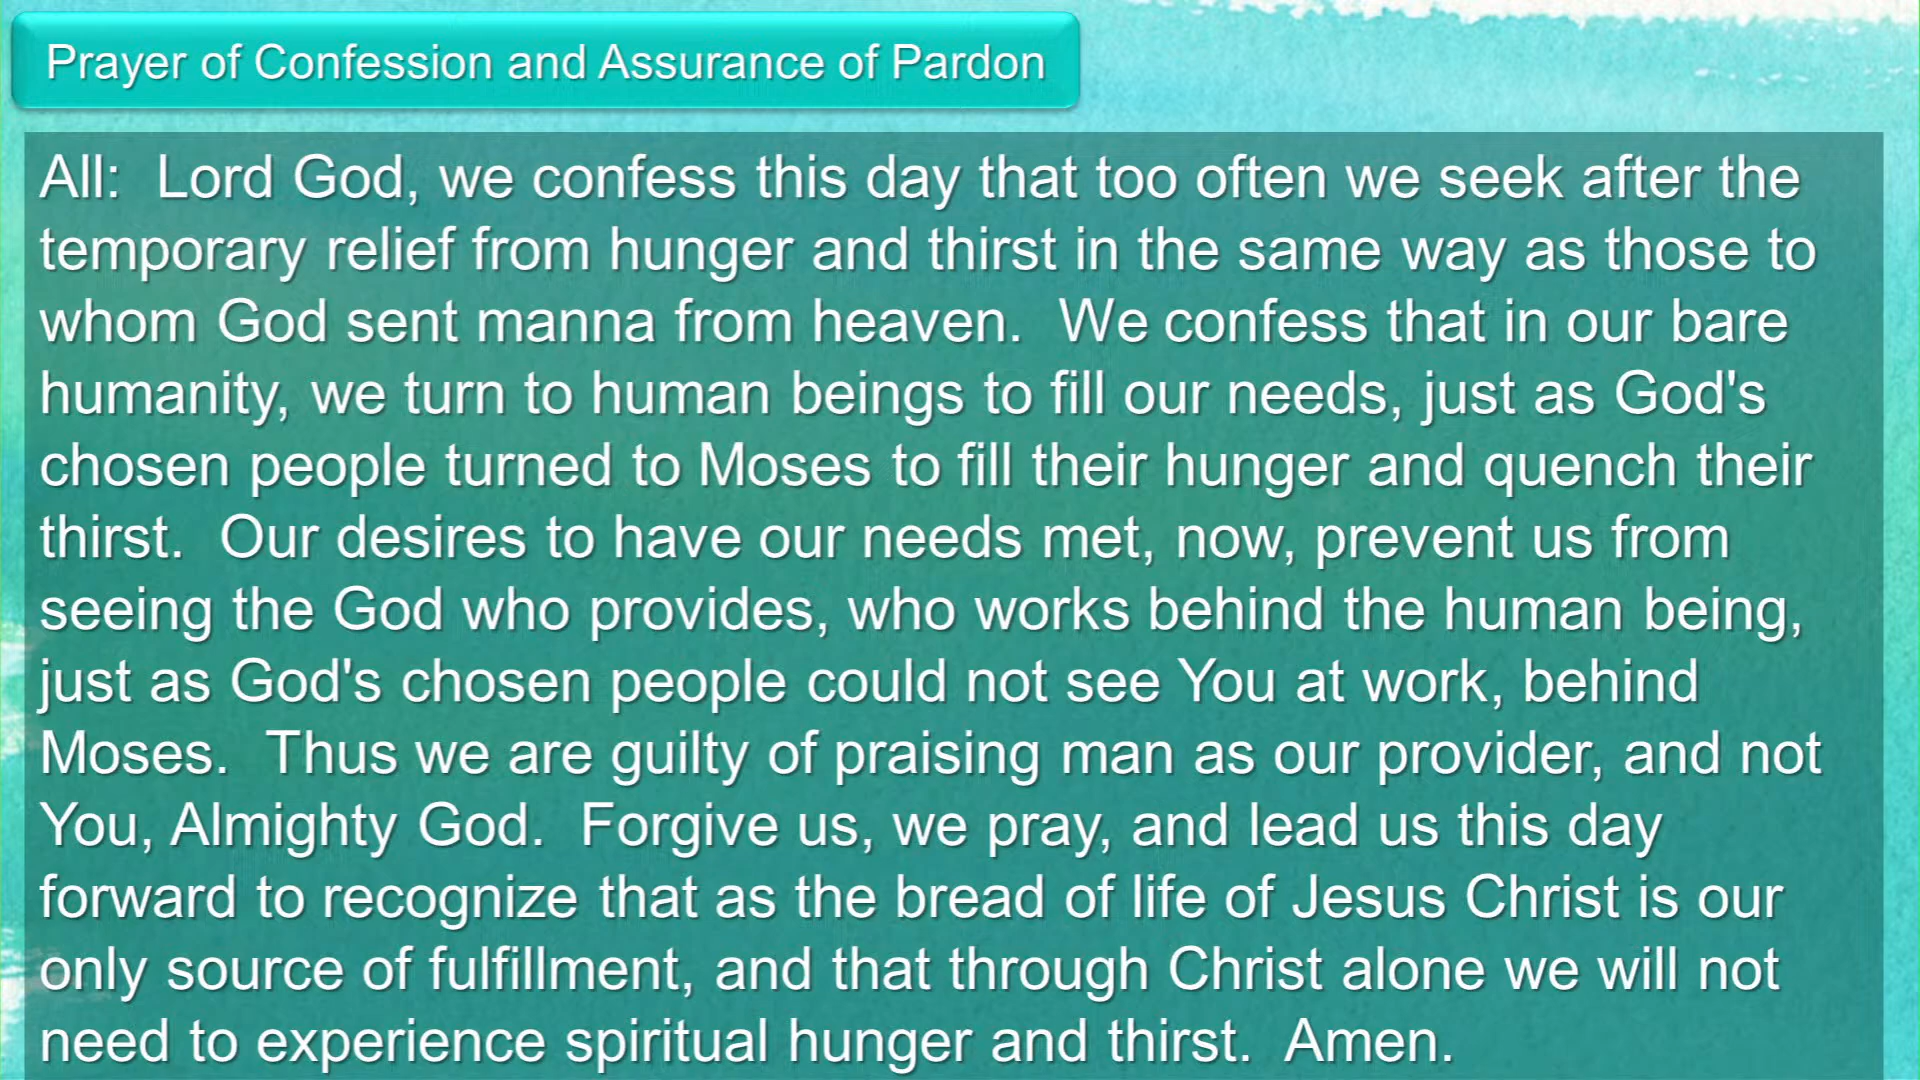 Prayer of Confession and Assurance of Pardon
All:  Lord God, we confess this day that too often we seek after the
temporary relief from hunger and thirst in the same way as those to
whom God sent manna from heaven.  We confess that in our bare
humanity, we turn to human beings to fill our needs, just as God's
chosen people turned to Moses to fill their hunger and quench their
thirst.  Our desires to have our needs met, now, prevent us from
seeing the God who provides, who works behind the human being,
just as God's chosen people could not see You at work, behind
Moses.  Thus we are guilty of praising man as our provider, and not
You, Almighty God.  Forgive us, we pray, and lead us this day
forward to recognize that as the bread of life of Jesus Christ is our
only source of fulfillment, and that through Christ alone we will not
need to experience spiritual hunger and thirst.  Amen.